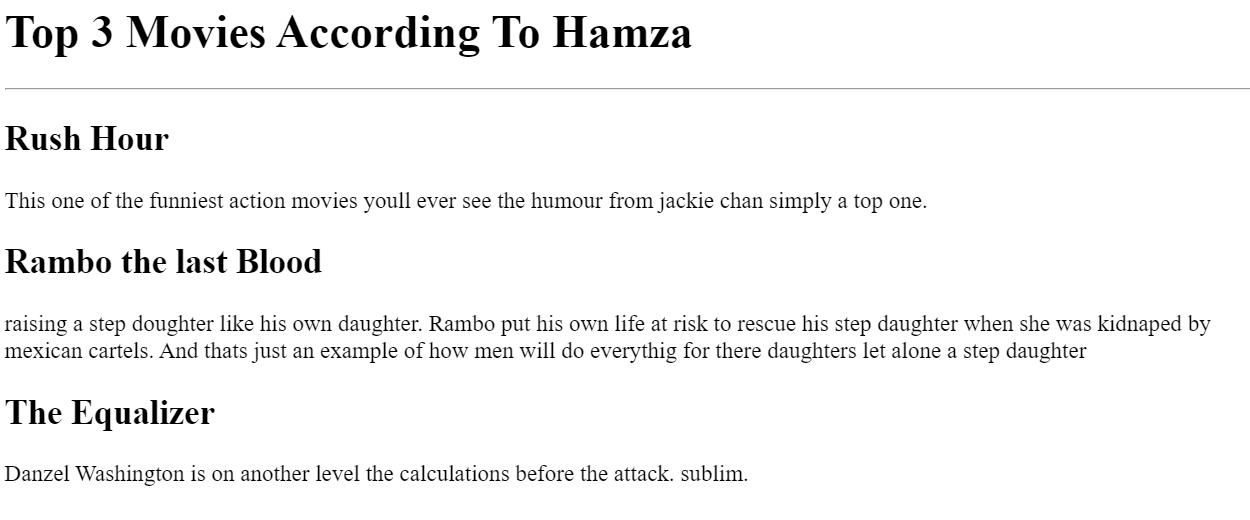 Top 3 Movies According To Hamza
Rush Hour
This one of the funniest action movies youll ever see the humour from jackie chan simply a top one.
Rambo the last Blood
raising a step doughter like his own daughter. Rambo put his own life at risk to rescue his step daughter when she was kidnaped by
mexican cartels. And thats just an example of how men will do everythig for there daughters let alone a step daughter
The Equalizer
Danzel Washington is on another level the calculations before the attack. sublim.